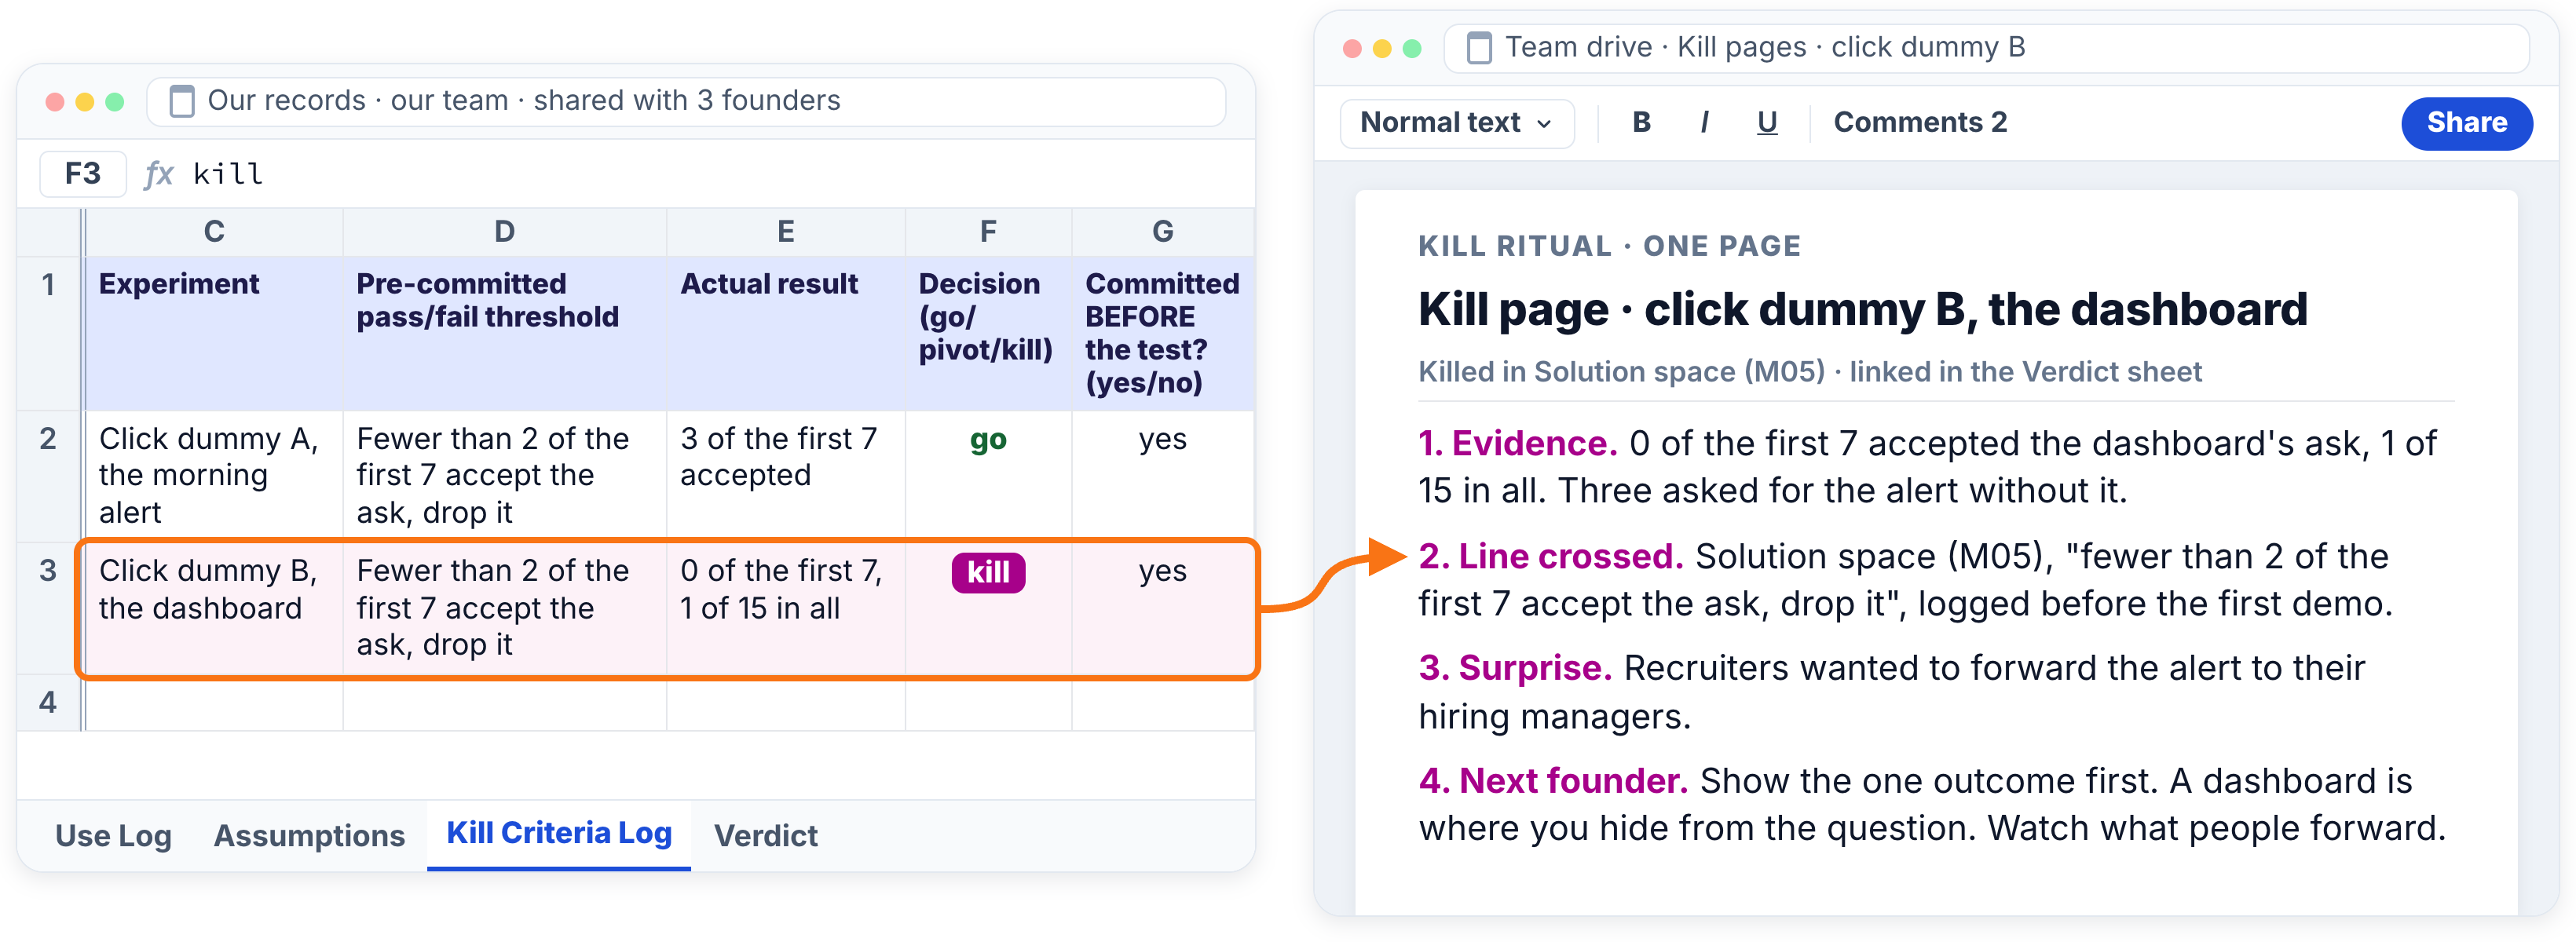 Our records · our team · shared with 3 founders
F3 fx kill
C D E F G
1 Experiment
Pre-committed
pass/fail threshold
Actual result
Decision
(go/
pivot/kill)
Committed
BEFORE
the test?
(yes/no)
2 Click dummy A,
the morning
alert
Fewer than 2 of the
first 7 accept the
ask, drop it
3 of the first 7
accepted
go
yes
3 Click dummy B,
the dashboard
Fewer than 2 of the
first 7 accept the
ask, drop it
0 of the first 7,
1 of 15 in all
kill
yes
4
Use Log Assumptions Kill Criteria Log Verdict
Team drive · Kill pages · click dummy B
Normal text B I U Comments 2 Share
KILL RITUAL · ONE PAGE
Kill page · click dummy B, the dashboard
Killed in Solution space (M05) · linked in the Verdict sheet
1. Evidence. 0 of the first 7 accepted the dashboard's ask, 1 of
15 in all. Three asked for the alert without it.
2. Line crossed. Solution space (M05), "fewer than 2 of the
first 7 accept the ask, drop it", logged before the first demo.
3. Surprise. Recruiters wanted to forward the alert to their
hiring managers.
4. Next founder. Show the one outcome first. A dashboard is
where you hide from the question. Watch what people forward.